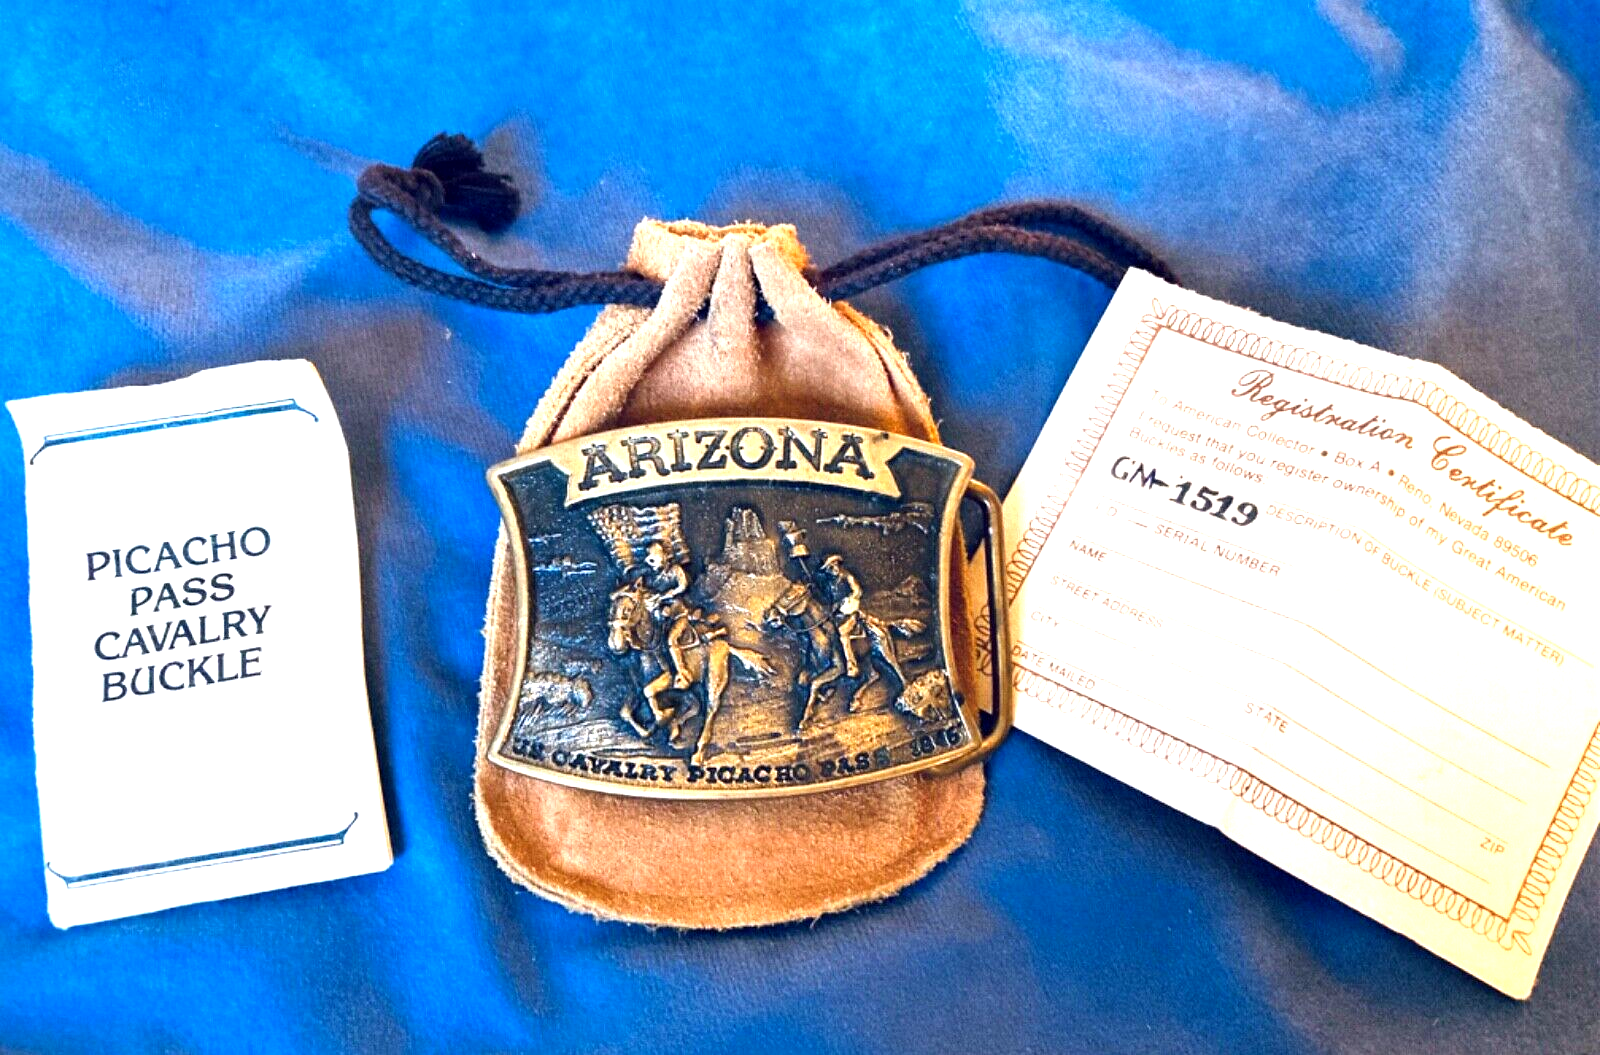 PICACHO
PASS
CAVALRY
BUCKLE
ARIZONA
US CAVALRY PICACHO PASS 1846
Registration Certificate
To American Collector • Box A • Reno, Nevada 89506
I request that you register ownership of my Great American
Buckles as follows
GM-1519
SERIAL NUMBER
DESCRIPTION OF BUCKLE (SUBJECT MATTER)
NAME
STREET ADDRESS
CITY
STATE
ZIP
DATE MAILED